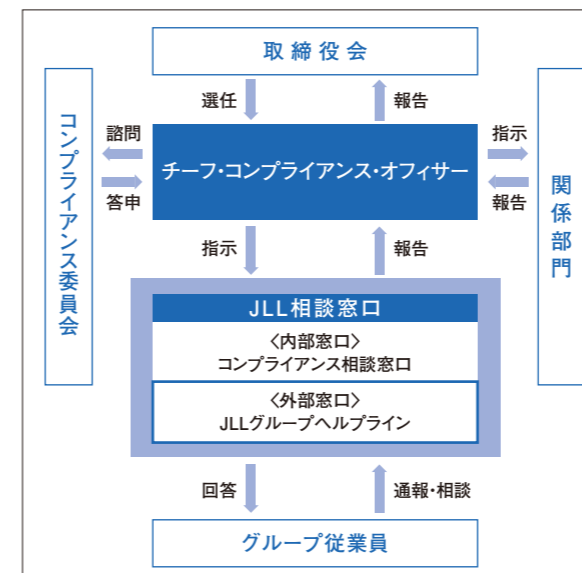 取締役会
選任
報告
コンプライアンス委員会
諮問
答申
チーフ・コンプライアンス・オフィサー
指示
報告
関係部門
指示
報告
JLL相談窓口
〈内部窓口〉
コンプライアンス相談窓口
〈外部窓口〉
JLLグループヘルプライン
回答
通報・相談
グループ従業員